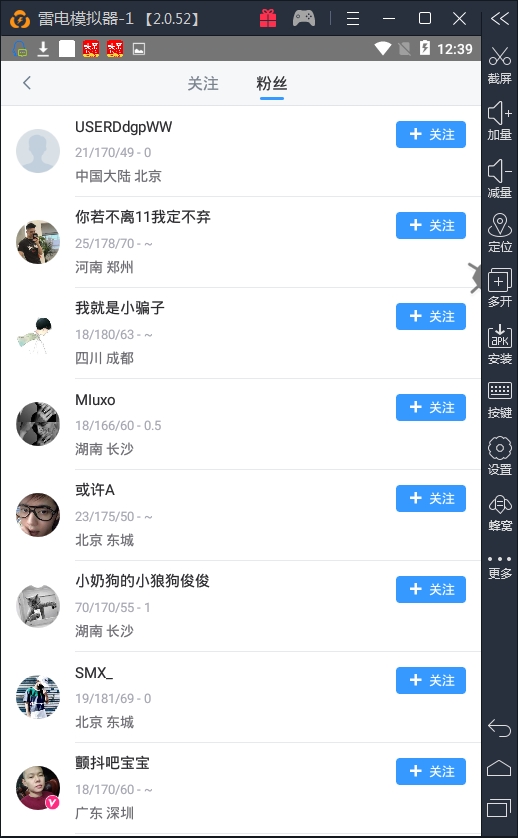 雷电模拟器-1 【2.0.52】
12:39
关注 粉丝
USERDdgpWW
21/170/49 - 0
中国大陆 北京
+ 关注
你若不离11我定不弃
25/178/70 - ~
河南 郑州
+ 关注
我就是小骗子
18/180/63 - ~
四川 成都
+ 关注
Mluxo
18/166/60 - 0.5
湖南 长沙
+ 关注
或许A
23/175/50 - ~
北京 东城
+ 关注
小奶狗的小狼狗俊俊
70/170/55 - 1
湖南 长沙
+ 关注
SMX_
19/181/69 - 0
北京 东城
+ 关注
颤抖吧宝宝
18/170/60 - ~
广东 深圳
+ 关注
截屏
加量
减量
定位
多开
APK
安装
按键
设置
蜂窝
更多